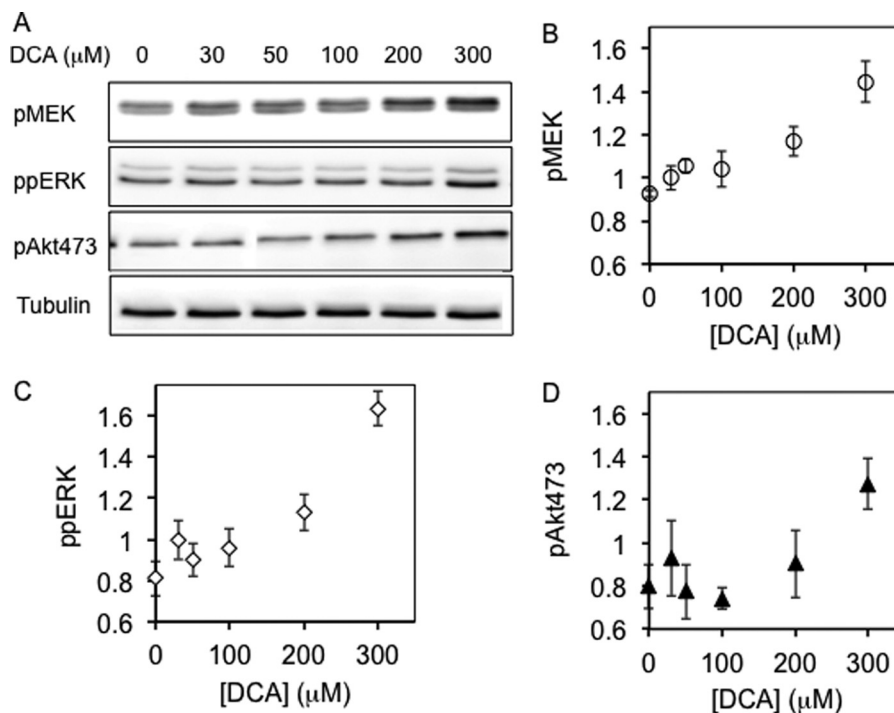 A
DCA (μM) 0 30 50 100 200 300
pMEK
ppERK
pAkt473
Tubulin
B
pMEK
1.6
1.4
1.2
1
0.8
0.6
0 100 200 300
[DCA] (μM)
C
ppERK
1.6
1.4
1.2
1
0.8
0.6
0 100 200 300
[DCA] (μM)
D
pAkt473
1.6
1.4
1.2
1
0.8
0.6
0 100 200 300
[DCA] (μM)